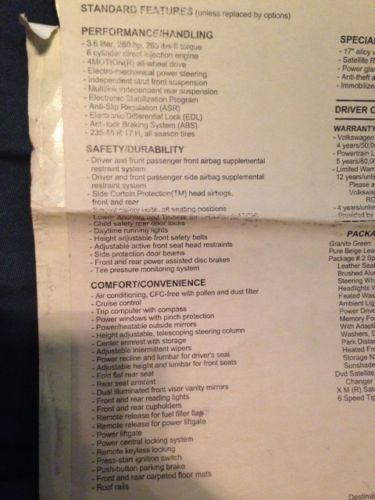 STANDARD FEATURES (unless replaced by options)
PERFORMANCE/HANDLING
- 3.6 liter, 280 hp, 265 lbs-ft torque
6 cylinder direct injection engine
- 4MOTION(R) all-wheel drive
- Electro-mechanical power steering
- Independent strut front suspension
- Multilink independent rear suspension
- Electronic Stabilization Program
- Anti-Slip Regulation (ASR)
- Electronic Differential Lock (EDL)
- Anti-lock Braking System (ABS)
- 235-55 R 17 H, all season tires
SAFETY/DURABILITY
- Driver and front passenger front airbag supplemental
restraint system
- Driver and front passenger side airbag supplemental
restraint system
- Side Curtain Protection(TM) head airbags,
front and rear
all seating positions
- Lower Anchors and Tethers for
- Child safety rear door locks
- Daytime running lights
- Height adjustable front safety belts
- Adjustable active front seat head restraints
- Side protection door beams
- Front and rear power assisted disc brakes
- Tire pressure monitoring system
COMFORT/CONVENIENCE
- Air conditioning, CFC-free with pollen and dust filter
- Cruise control
- Trip computer with compass
- Power windows with pinch protection
- Power/heatable outside mirrors
- Height adjustable, telescoping steering column
- Center armrest with storage
- Adjustable intermittent wipers
- Power recline and lumbar for driver's seat
- Adjustable height and lumbar for front seats
- Fold flat rear seat
- Rear seat armrest
- Dual illuminated front visor vanity mirrors
- Front and rear reading lights
- Front and rear cupholders
- Remote release for fuel filler flap
- Remote release for power liftgate
- Power liftgate
- Power central locking system
- Remote keyless locking
- Press-start ignition switch
- Push-button parking brake
- Front and rear carpeted floor mats
- Roof rails
SPECIA
- 17" alloy
- Satellite R
- Power gla
- Anti-theft a
- Immobiliz
DRIVER C
WARRANTY
- Volkswagen
4 years/50,0
- Powertrain L
5 years/60,0
- Limited Warr
12 years/unl
Please a
Volkswa
- 4 years/unlim
Provided by
PACKA
Granite Green
Pure Beige Lea
Package # 2 Sp
Leather Seat
Brushed Alu
Steering Wh
Headlights
Heated Was
Ambient Lig
Power Drive
Memory For
With Adapt
Washers, D
Park Distan
Heated Fr
Storage N
Sunshade
Dvd Satellite
Changer
X M (R) Sat
6 Speed Tip
Destin